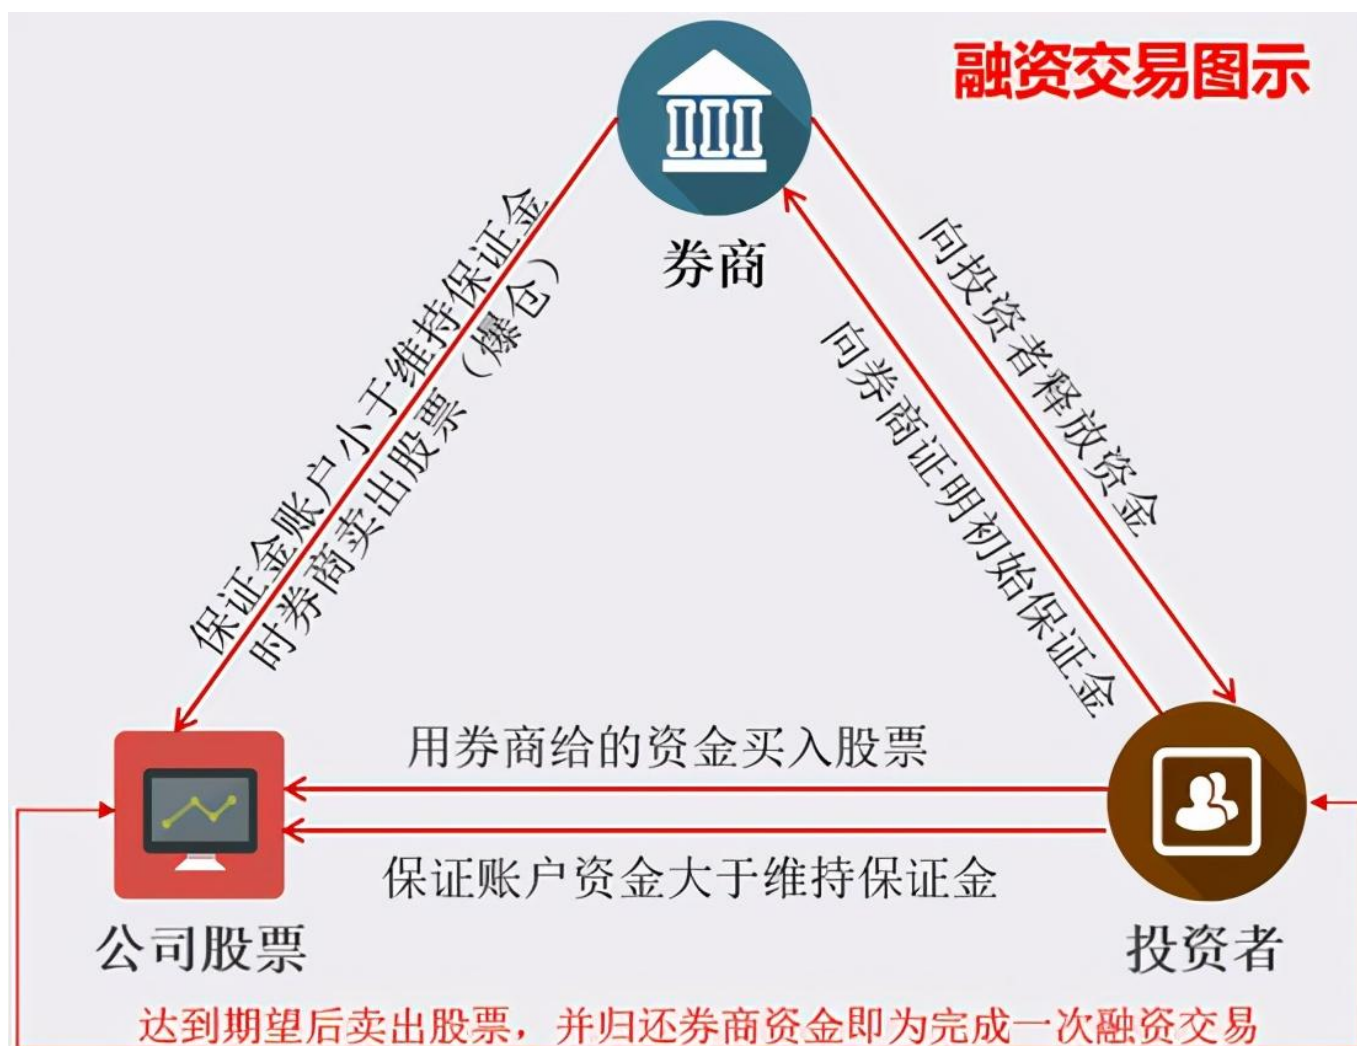 融资交易图示
券商
向投资者释放资金
向券商证明初始保证金
保证金账户小于维持保证金
时券商卖出股票（爆仓）
用券商给的资金买入股票
保证账户资金大于维持保证金
公司股票
投资者
达到期望后卖出股票，并归还券商资金即为完成一次融资交易